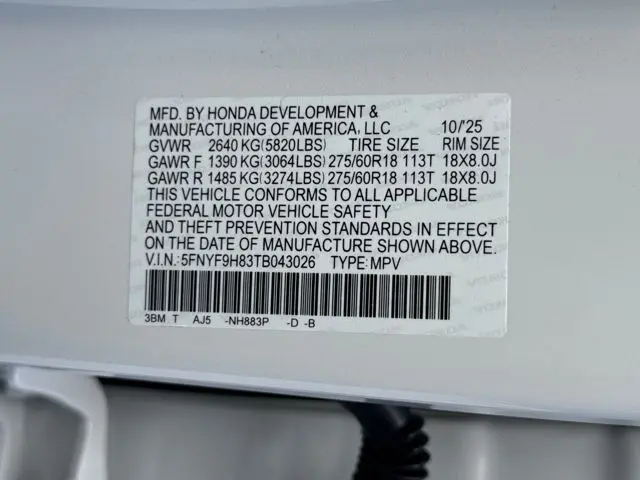 MFD. BY HONDA DEVELOPMENT &
MANUFACTURING OF AMERICA, LLC 10/'25
GVWR 2640 KG(5820LBS) TIRE SIZE RIM SIZE
GAWR F 1390 KG(3064LBS) 275/60R18 113T 18X8.0J
GAWR R 1485 KG(3274LBS) 275/60R18 113T 18X8.0J
THIS VEHICLE CONFORMS TO ALL APPLICABLE
FEDERAL MOTOR VEHICLE SAFETY
AND THEFT PREVENTION STANDARDS IN EFFECT
ON THE DATE OF MANUFACTURE SHOWN ABOVE.
V.I.N.:5FNYF9H83TB043026 TYPE:MPV
3BM T AJ5 -NH883P -D -B